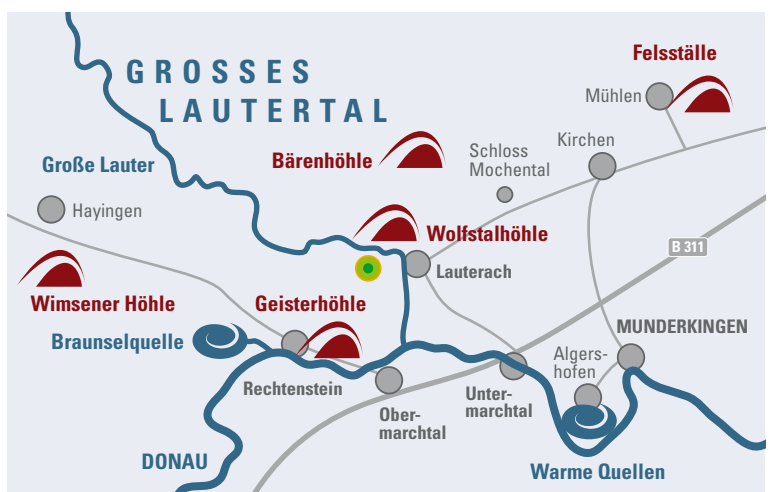 GROSSES
LAUTERTAL
Felsställe
Mühlen
Kirchen
Schloss
Mochental
Bärenhöhle
Große Lauter
Hayingen
Wolfstalhöhle
B 311
Lauterach
Wimsener Höhle
Geisterhöhle
Braunselquelle
MUNDERKINGEN
Algers-
hofen
Rechtenstein
Ober-
marchtal
Unter-
marchtal
DONAU
Warme Quellen